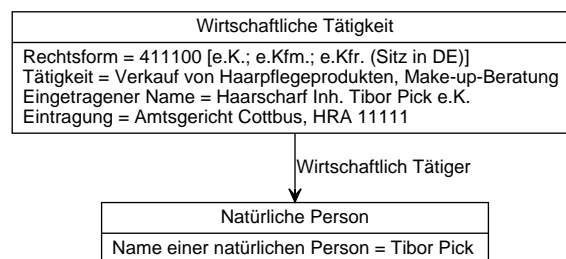 Wirtschaftliche Tätigkeit
Rechtsform = 411100 [e.K.; e.Kfm.; e.Kfr. (Sitz in DE)]
Tätigkeit = Verkauf von Haarpflegeprodukten, Make-up-Beratung
Eingetragener Name = Haarscharf Inh. Tibor Pick e.K.
Eintragung = Amtsgericht Cottbus, HRA 11111
Wirtschaftlich Tätiger
Natürliche Person
Name einer natürlichen Person = Tibor Pick